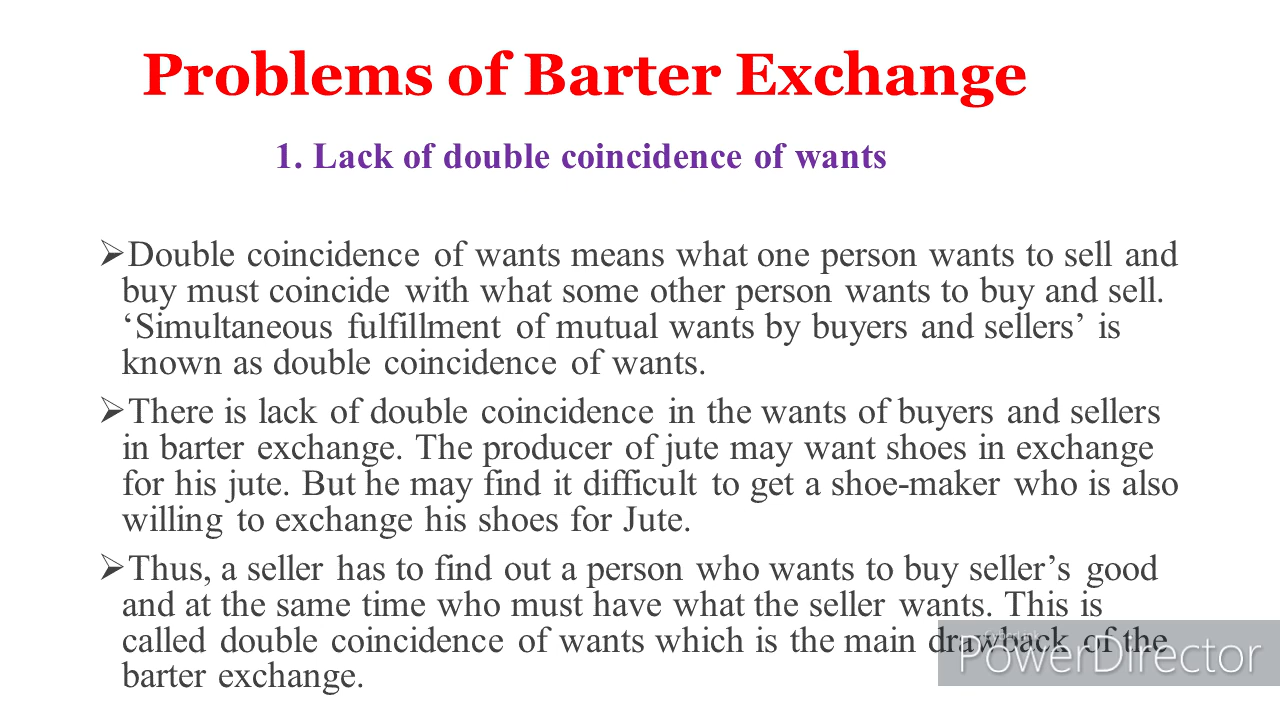 Problems of Barter Exchange
1. Lack of double coincidence of wants
➢Double coincidence of wants means what one person wants to sell and
buy must coincide with what some other person wants to buy and sell.
‘Simultaneous fulfillment of mutual wants by buyers and sellers’ is
known as double coincidence of wants.
➢There is lack of double coincidence in the wants of buyers and sellers
in barter exchange. The producer of jute may want shoes in exchange
for his jute. But he may find it difficult to get a shoe-maker who is also
willing to exchange his shoes for Jute.
➢Thus, a seller has to find out a person who wants to buy seller’s good
and at the same time who must have what the seller wants. This is
called double coincidence of wants which is the main drawback of the
barter exchange.
PowerDirector